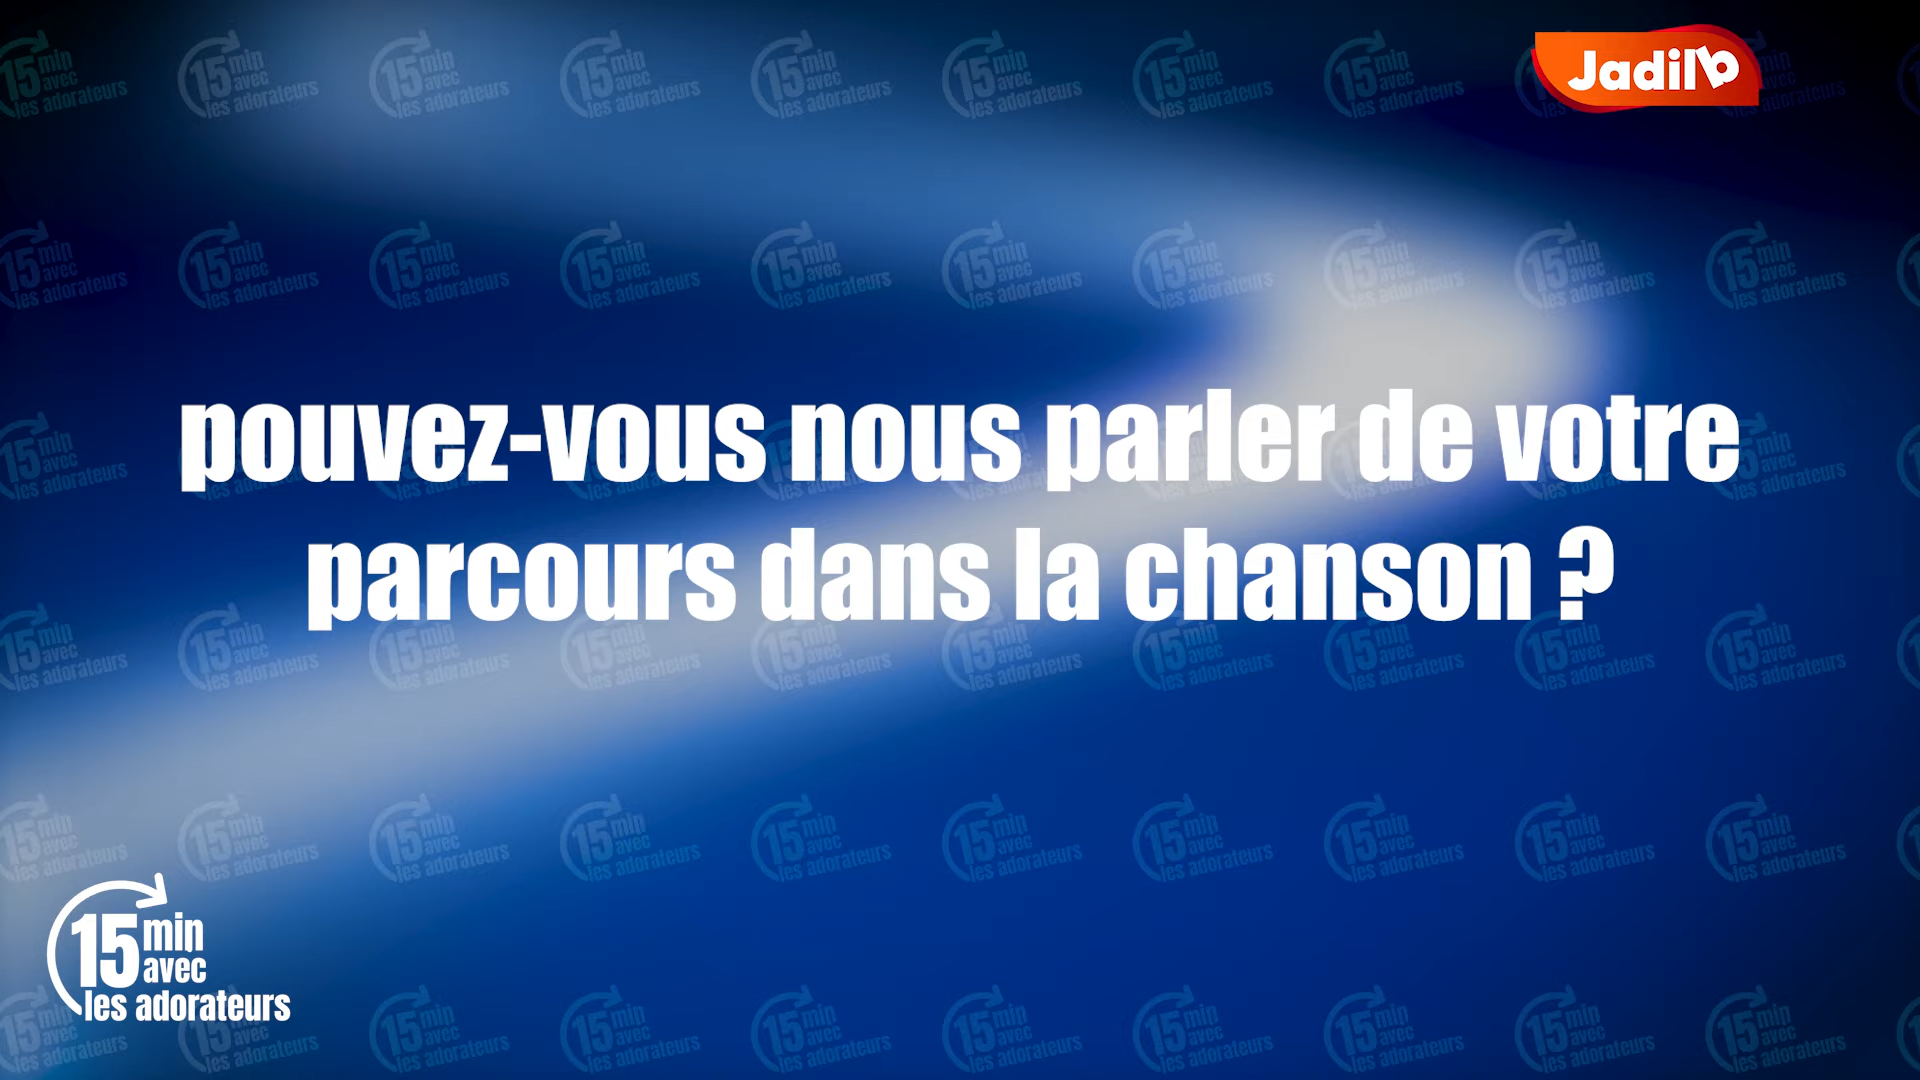 Jadilo
pouvez-vous nous parler de votre
parcours dans la chanson ?
15 min
avec
les adorateurs